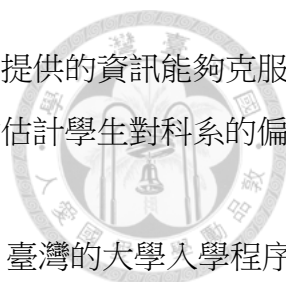 提供的資訊能夠克服
估計學生對科系的偏
臺灣的大學入學程序